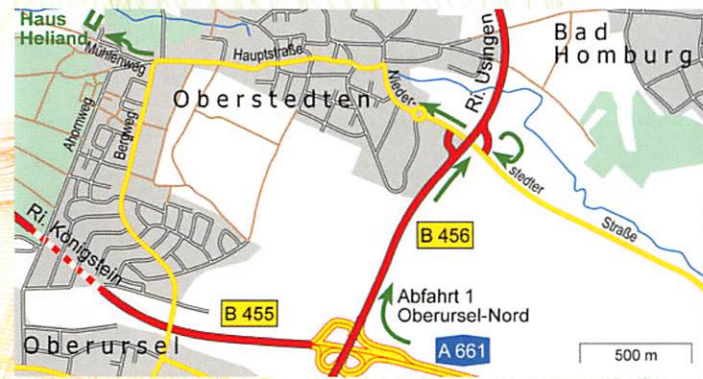 Haus
Heliand
Mühlenweg
Hauptstraße
Bad
Homburg
Ri. Usingen
Oberstedten
Nieder-
stedter
Straße
Ahornweg
Bergweg
Ri. Königstein
B 456
B 455
Abfahrt 1
Oberursel-Nord
A 661
Oberursel
500 m